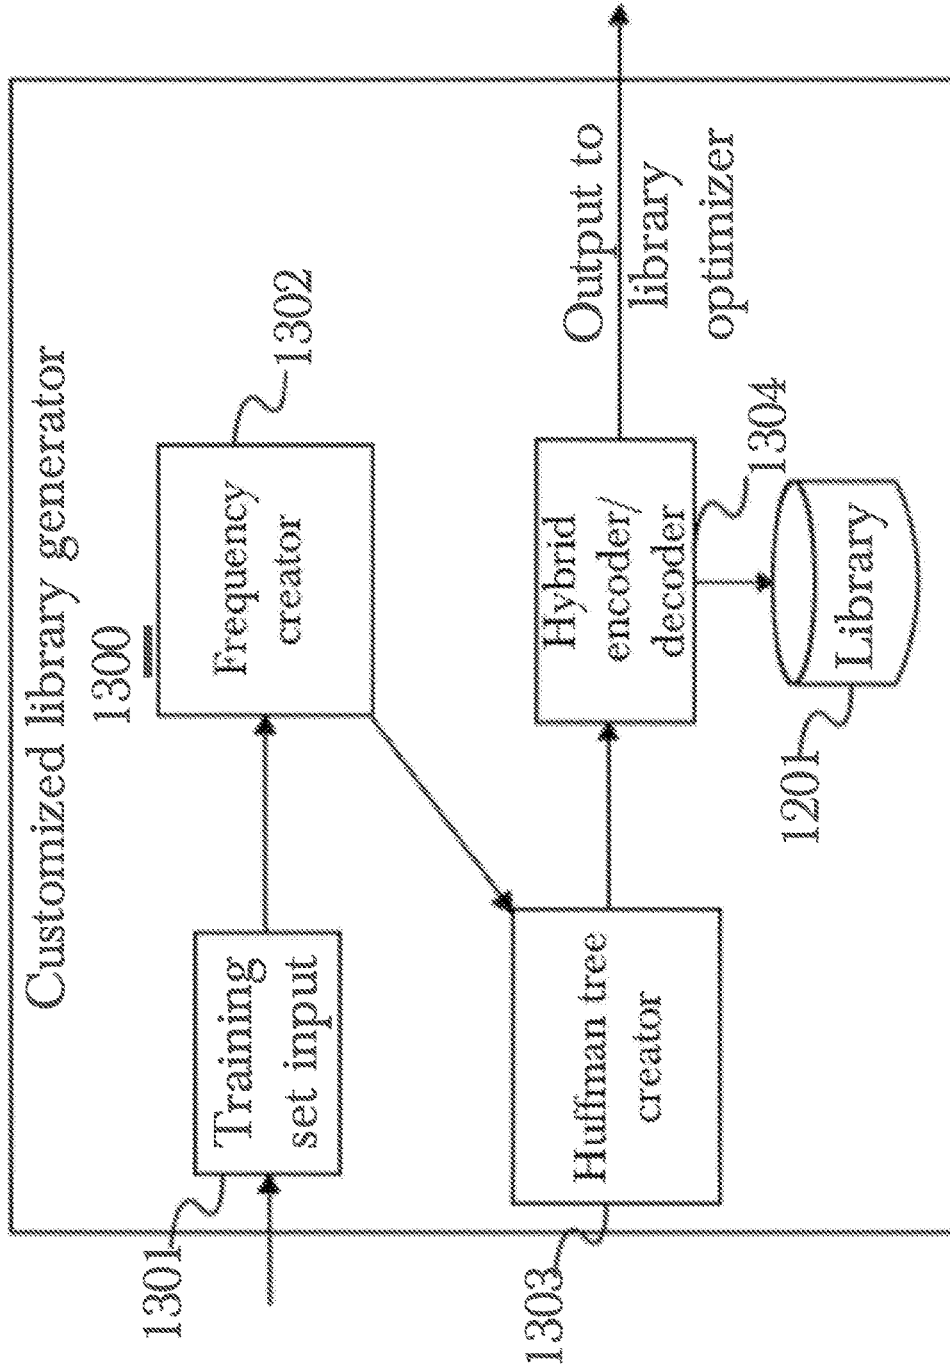 Customized library generator
1300
1301
Training
set input
Frequency
creator
1302
1303
Huffman tree
creator
Hybrid
encoder/
decoder
1304
Output to
library
optimizer
1201
Library